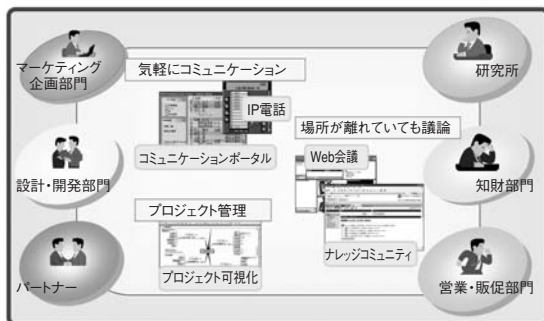 マーケティング
企画部門
気軽にコミュニケーション
研究所
IP電話
場所が離れていても議論
コミュニケーションポータル
Web会議
設計・開発部門
知財部門
プロジェクト管理
ナレッジコミュニティ
プロジェクト可視化
パートナー
営業・販促部門